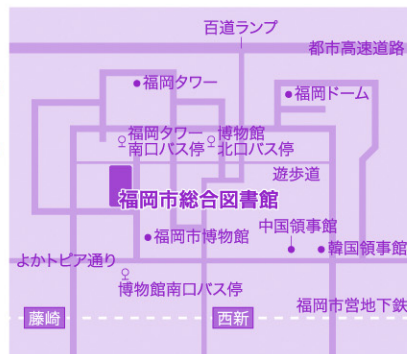 百道ランプ
都市高速道路
福岡タワー
福岡ドーム
福岡タワー
南口バス停
博物館
北口バス停
遊歩道
福岡市総合図書館
中国領事館
福岡市博物館
韓国領事館
よかトピア通り
博物館南口バス停
福岡市営地下鉄
藤崎
西新